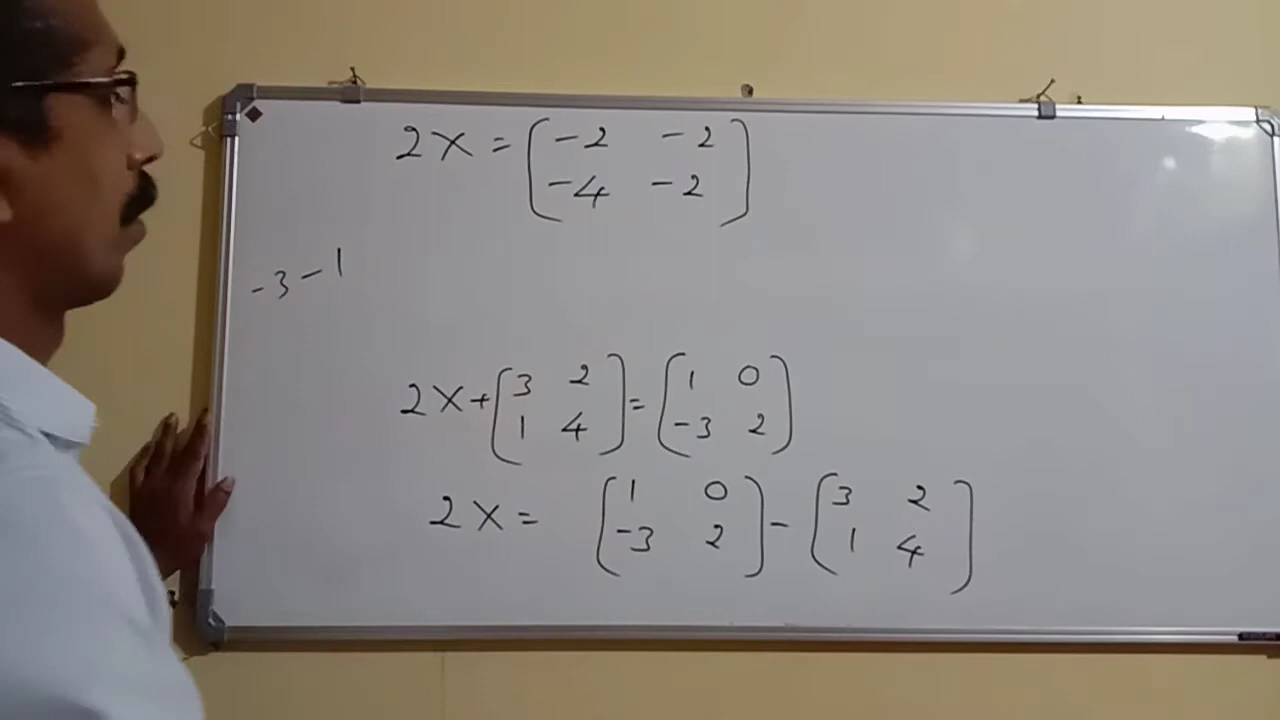 2X = [-2 -2
-4 -2]
-3 -1
2X + [3 2
1 4] = [1 0
-3 2]
2X = [1 0
-3 2] - [3 2
1 4]